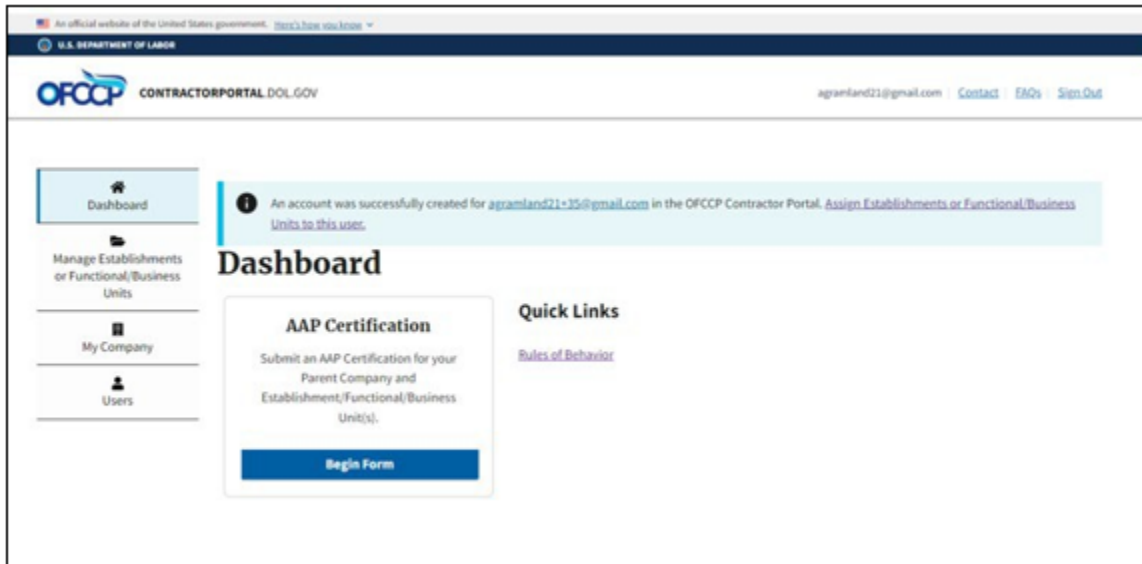 An official website of the United States government. Here's how you know
U.S. DEPARTMENT OF LABOR
OFCCP
CONTRACTORPORTAL.DOL.GOV
agramland21@gmail.com
Contact
FAQs
Sign Out
Dashboard
Manage Establishments
or Functional/Business
Units
My Company
Users
An account was successfully created for agramland21+35@gmail.com in the OFCCP Contractor Portal. Assign Establishments or Functional/Business
Units to this user.
Dashboard
AAP Certification
Submit an AAP Certification for your
Parent Company and
Establishment/Functional/Business
Unit(s).
Begin Form
Quick Links
Rules of Behavior